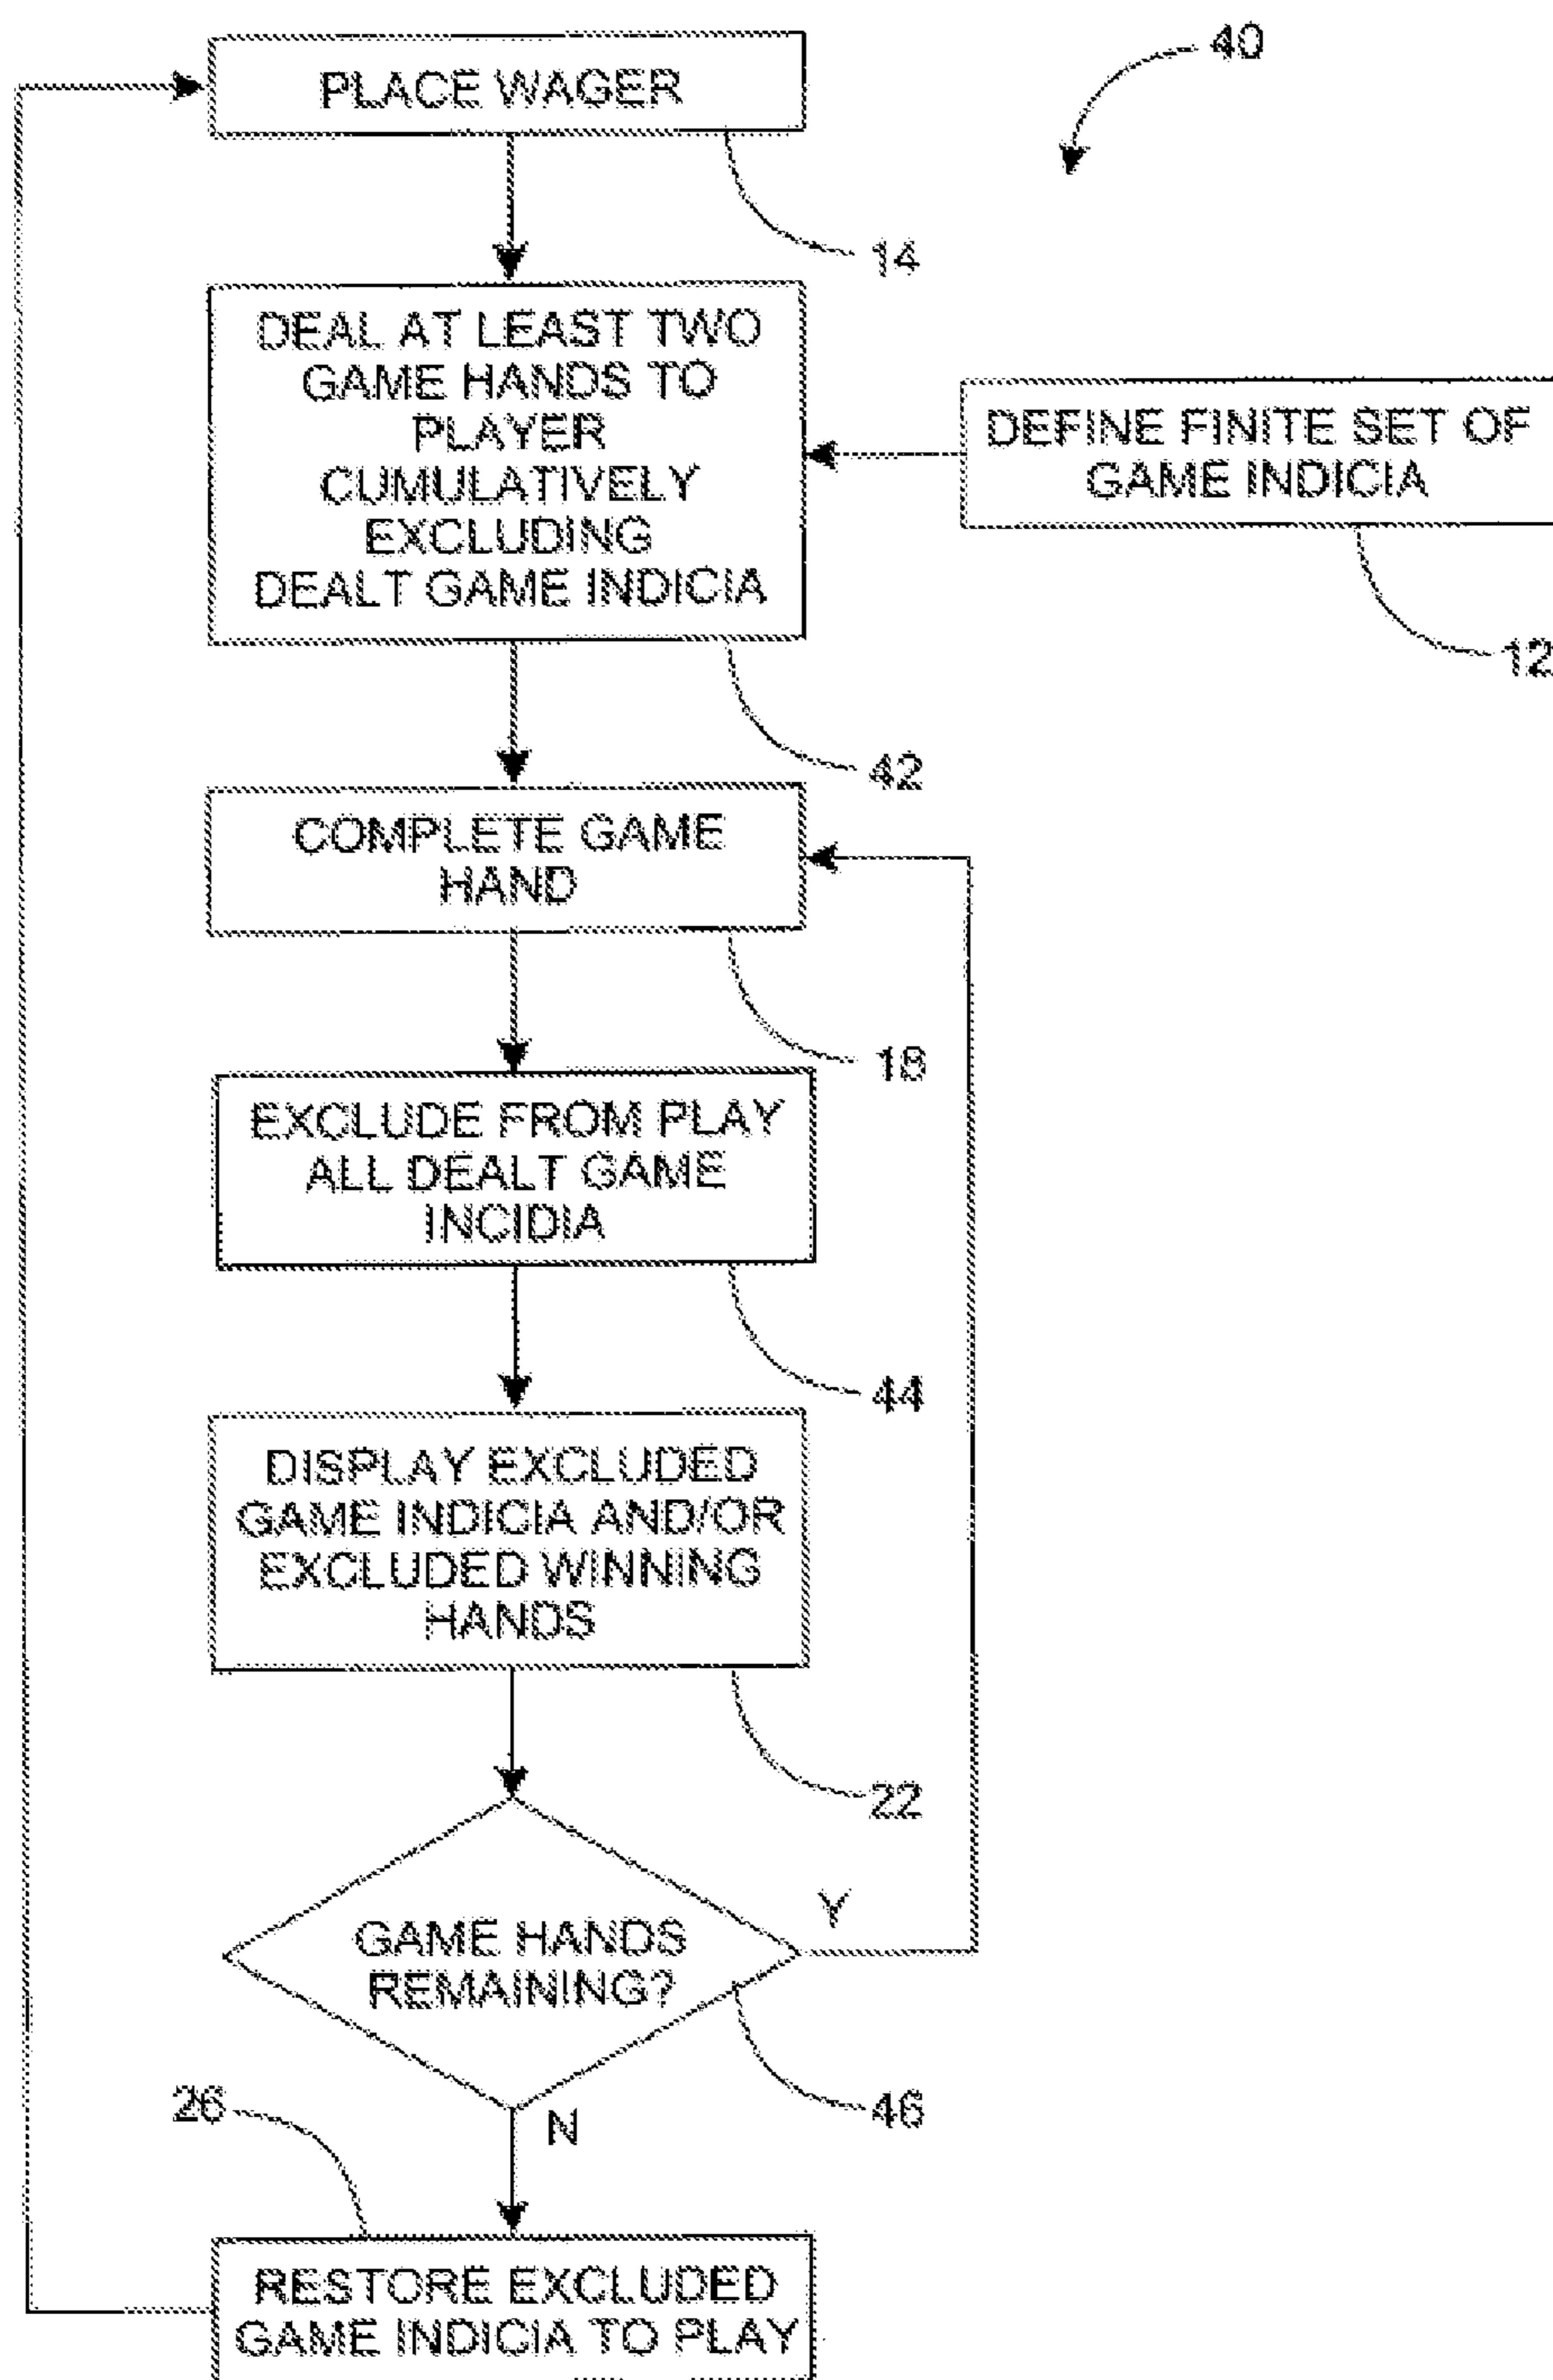 40
PLACE WAGER
14
DEAL AT LEAST TWO
GAME HANDS TO
PLAYER
CUMULATIVELY
EXCLUDING
DEALT GAME INDICIA
DEFINE FINITE SET OF
GAME INDICIA
12
42
COMPLETE GAME
HAND
18
EXCLUDE FROM PLAY
ALL DEALT GAME
INCIDIA
44
DISPLAY EXCLUDED
GAME INDICIA AND/OR
EXCLUDED WINNING
HANDS
22
Y
GAME HANDS
REMAINING?
46
26
N
RESTORE EXCLUDED
GAME INDICIA TO PLAY